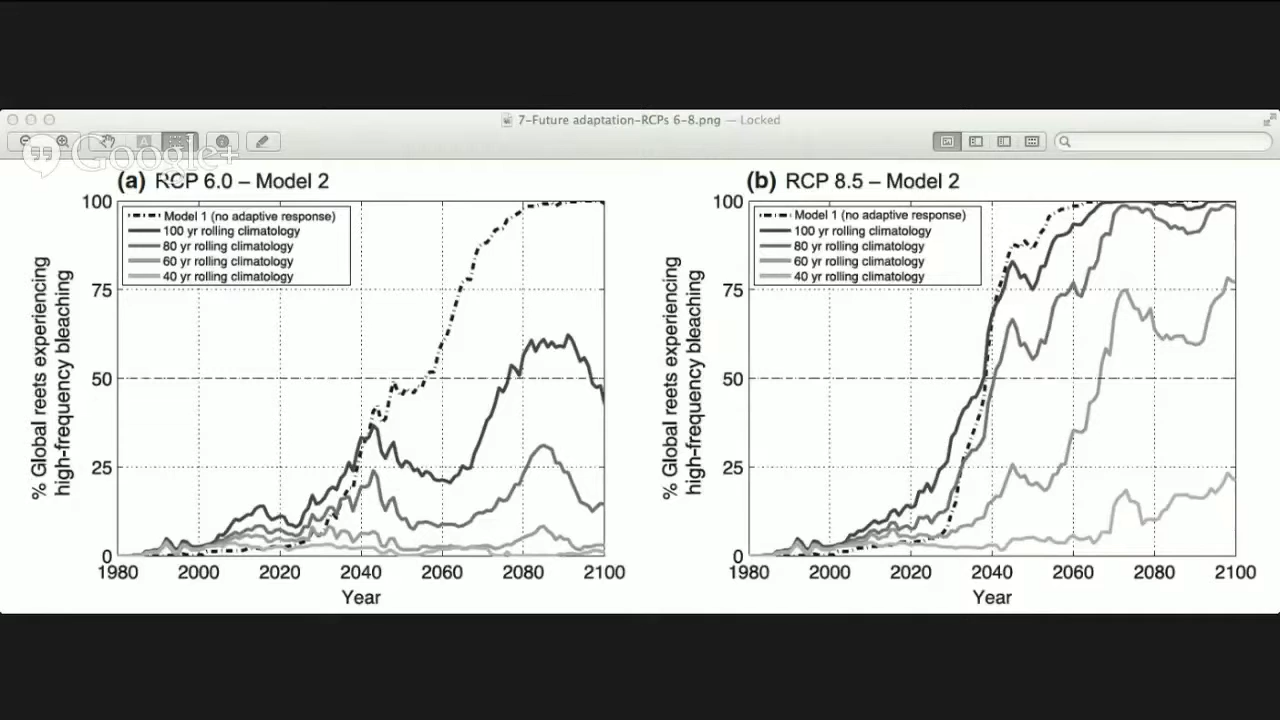 7-Future adaptation-RCPs 6-8.png — Locked
Google+
(a) RCP 6.0 – Model 2
100
75
50
25
0
% Global reefs experiencing
high-frequency bleaching
Model 1 (no adaptive response)
100 yr rolling climatology
80 yr rolling climatology
60 yr rolling climatology
40 yr rolling climatology
1980 2000 2020 2040 2060 2080 2100
Year
(b) RCP 8.5 – Model 2
100
75
50
25
0
% Global reefs experiencing
high-frequency bleaching
Model 1 (no adaptive response)
100 yr rolling climatology
80 yr rolling climatology
60 yr rolling climatology
40 yr rolling climatology
1980 2000 2020 2040 2060 2080 2100
Year